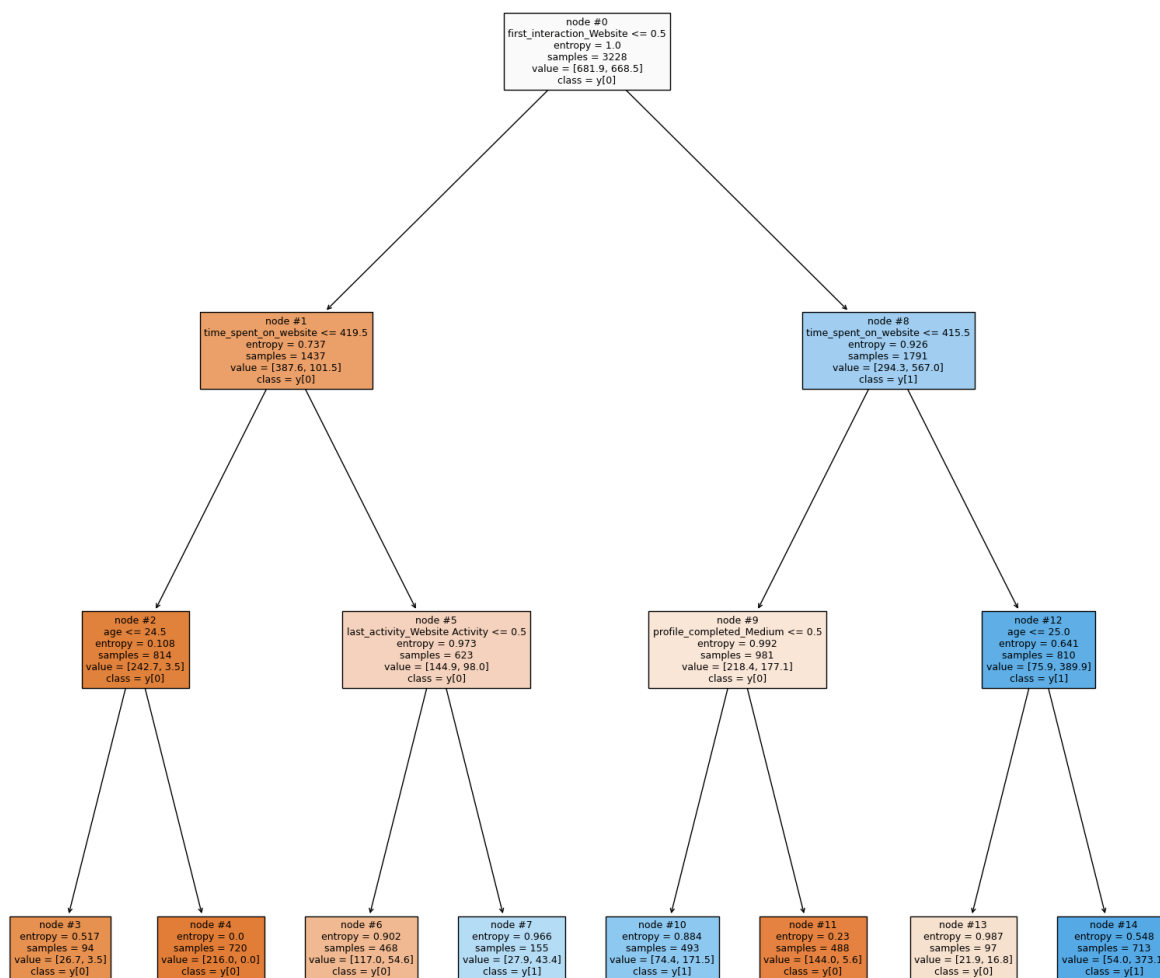 node #0
first_interaction_Website <= 0.5
entropy = 1.0
samples = 3228
value = [681.9, 668.5]
class = y[0]
node #1
time_spent_on_website <= 419.5
entropy = 0.737
samples = 1437
value = [387.6, 101.5]
class = y[0]
node #8
time_spent_on_website <= 415.5
entropy = 0.926
samples = 1791
value = [294.3, 567.0]
class = y[1]
node #2
age <= 24.5
entropy = 0.108
samples = 814
value = [242.7, 3.5]
class = y[0]
node #5
last_activity_Website Activity <= 0.5
entropy = 0.973
samples = 623
value = [144.9, 98.0]
class = y[0]
node #9
profile_completed_Medium <= 0.5
entropy = 0.992
samples = 981
value = [218.4, 177.1]
class = y[0]
node #12
age <= 25.0
entropy = 0.641
samples = 810
value = [75.9, 389.9]
class = y[1]
node #3
entropy = 0.517
samples = 94
value = [26.7, 3.5]
class = y[0]
node #4
entropy = 0.0
samples = 720
value = [216.0, 0.0]
class = y[0]
node #6
entropy = 0.902
samples = 468
value = [117.0, 54.6]
class = y[0]
node #7
entropy = 0.966
samples = 155
value = [27.9, 43.4]
class = y[1]
node #10
entropy = 0.884
samples = 493
value = [74.4, 171.5]
class = y[1]
node #11
entropy = 0.23
samples = 488
value = [144.0, 5.6]
class = y[0]
node #13
entropy = 0.987
samples = 97
value = [21.9, 16.8]
class = y[0]
node #14
entropy = 0.548
samples = 713
value = [54.0, 373.1]
class = y[1]